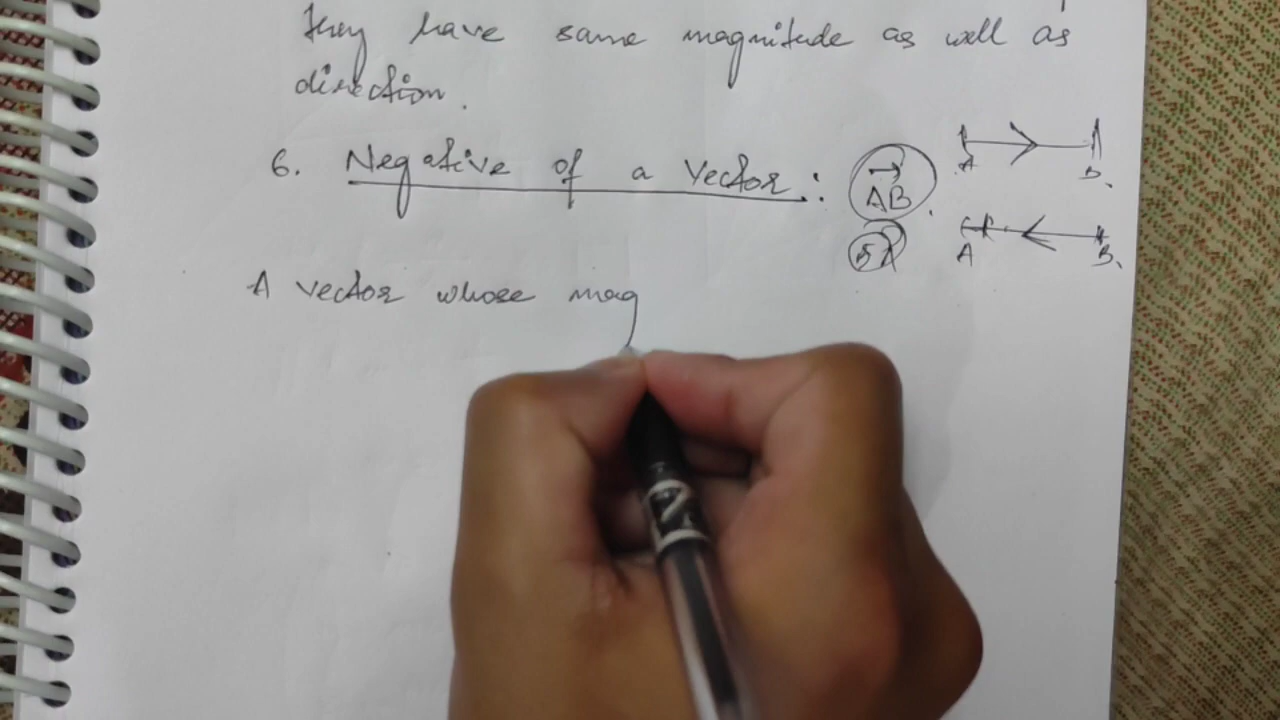 they have same magnitude as well as
direction.
6. Negative of a Vector: AB. A B.
BA A B.
A vector whose mag